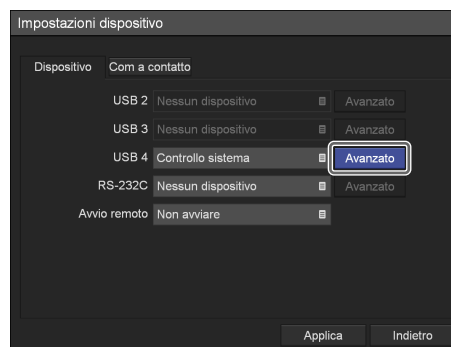 Impostazioni dispositivo
Dispositivo Com a contatto
USB 2 Nessun dispositivo Avanzato
USB 3 Nessun dispositivo Avanzato
USB 4 Controllo sistema Avanzato
RS-232C Nessun dispositivo Avanzato
Avvio remoto Non avviare
Applica Indietro